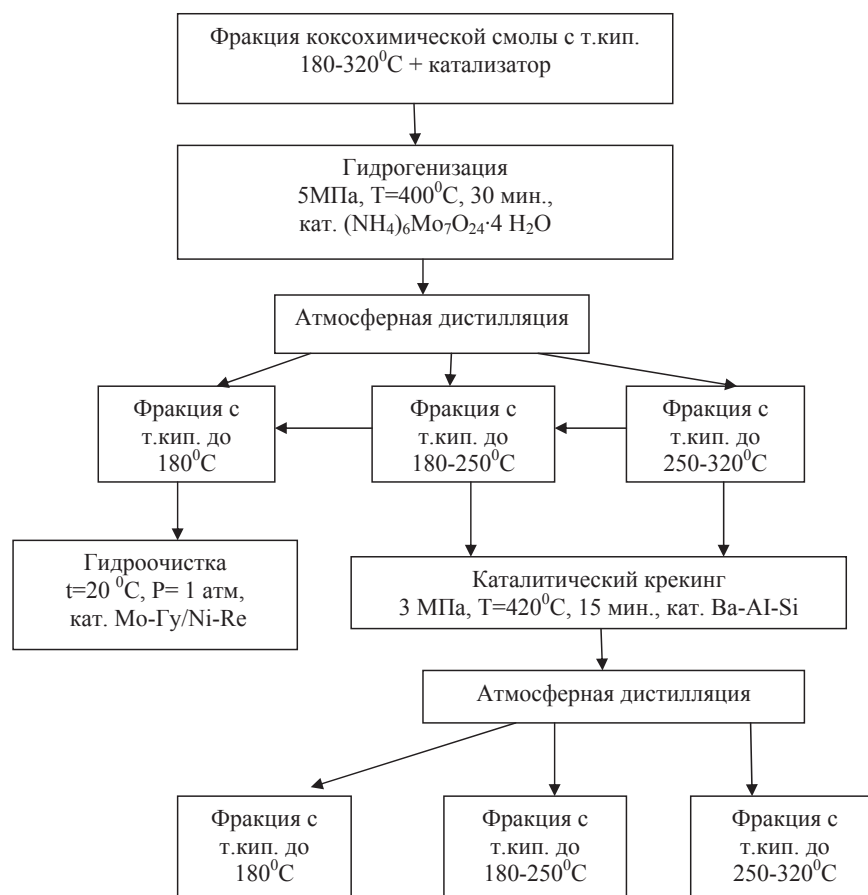 Фракция коксохимической смолы с т.кип.
180-320⁰С + катализатор
Гидрогенизация
5МПа, Т=400⁰С, 30 мин.,
кат. (NH₄)₆Mo₇O₂₄·4 H₂O
Атмосферная дистилляция
Фракция с
т.кип. до
180⁰С
Фракция с
т.кип. до
180-250⁰С
Фракция с
т.кип. до
250-320⁰С
Гидроочистка
t=20 ⁰С, Р= 1 атм,
кат. Мо-Гу/Ni-Re
Каталитический крекинг
3 МПа, Т=420⁰С, 15 мин., кат. Ba-AI-Si
Атмосферная дистилляция
Фракция с
т.кип. до
180⁰С
Фракция с
т.кип. до
180-250⁰С
Фракция с
т.кип. до
250-320⁰С